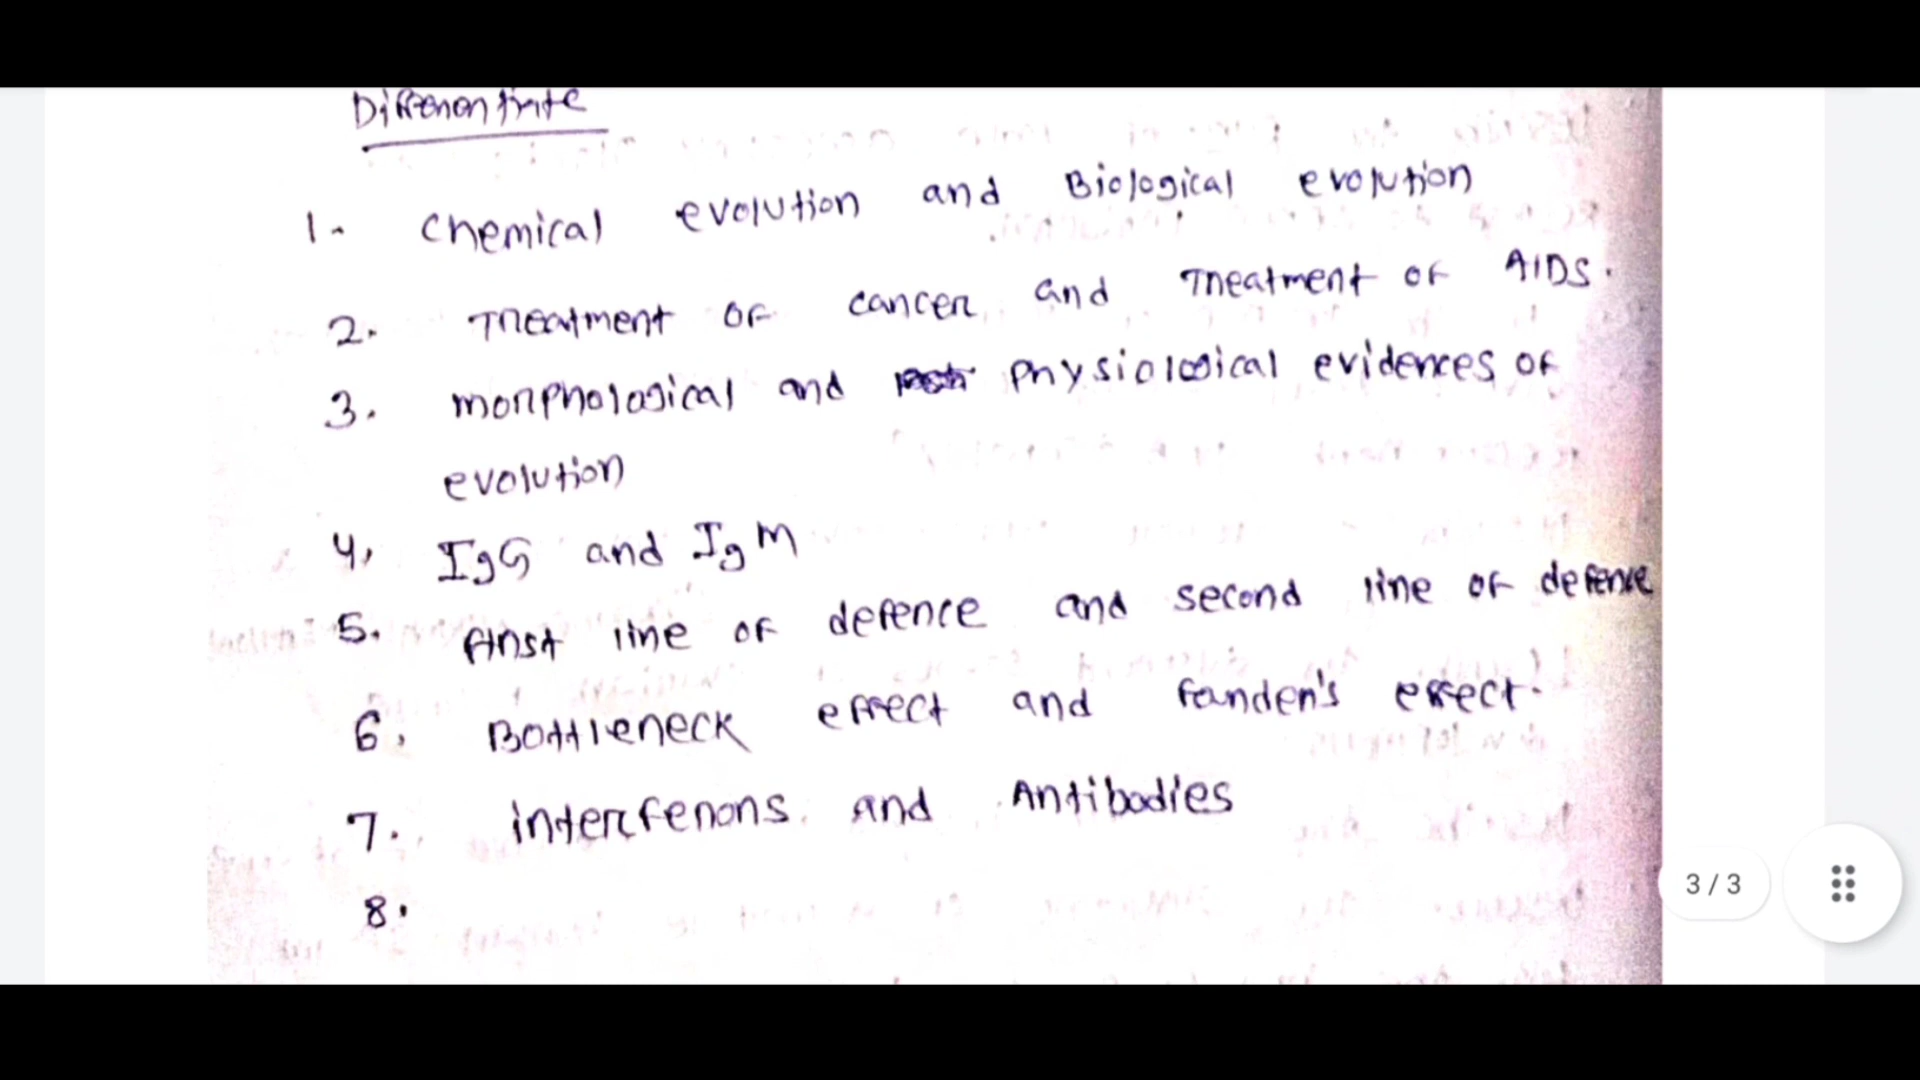 Differentiate
1. Chemical evolution and Biological evolution
2. Treatment of cancer and Treatment of AIDS.
3. morphological and physiological evidences of
evolution
4, IgG and IgM
5. First line of defence and second line of defence
6, Bottleneck effect and fander's effect.
7. interferons and Antibodies
8.
3 / 3